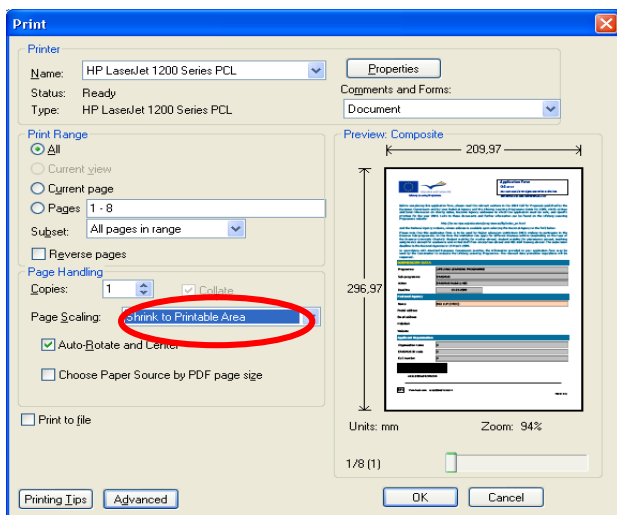 Print
Printer
Name: HP LaserJet 1200 Series PCL
Properties
Status: Ready
Comments and Forms:
Type: HP LaserJet 1200 Series PCL
Document
Print Range
All
Current view
Current page
Pages 1 - 8
Subset: All pages in range
Reverse pages
Page Handling
Copies: 1 Collate
Page Scaling: Shrink to Printable Area
Auto-Rotate and Center
Choose Paper Source by PDF page size
Print to file
Preview: Composite
209,97
296,97
Application Form
Units: mm Zoom: 94%
1/8 (1)
Printing Tips Advanced OK Cancel